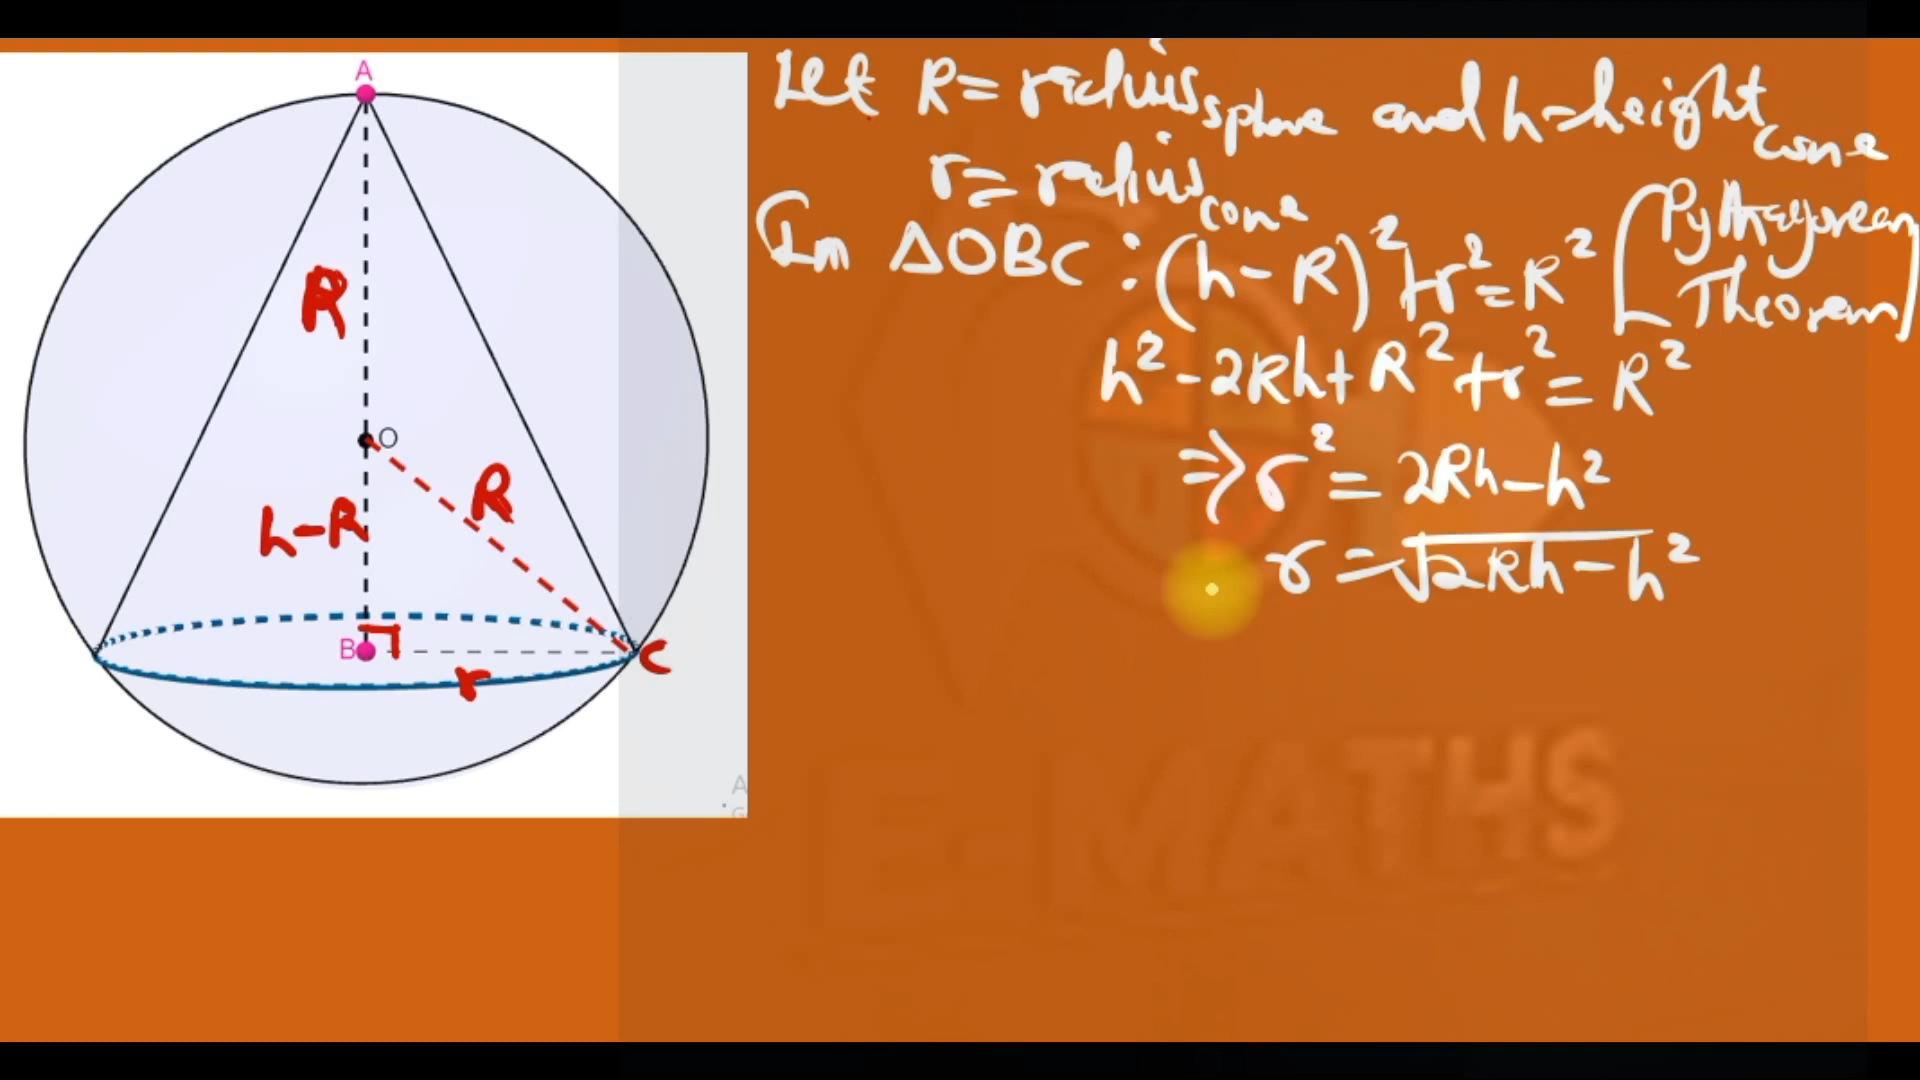 A
R
O
R
h-R
B
r
C
A
G
Let R = radius sphere and h = height cone
r = radius cone
In ΔOBC : (h-R)² + r² = R² [Pythagorean Theorem]
h² - 2Rh + R² + r² = R²
⇒ r² = 2Rh - h²
r = √2Rh - h²
E-MATHS